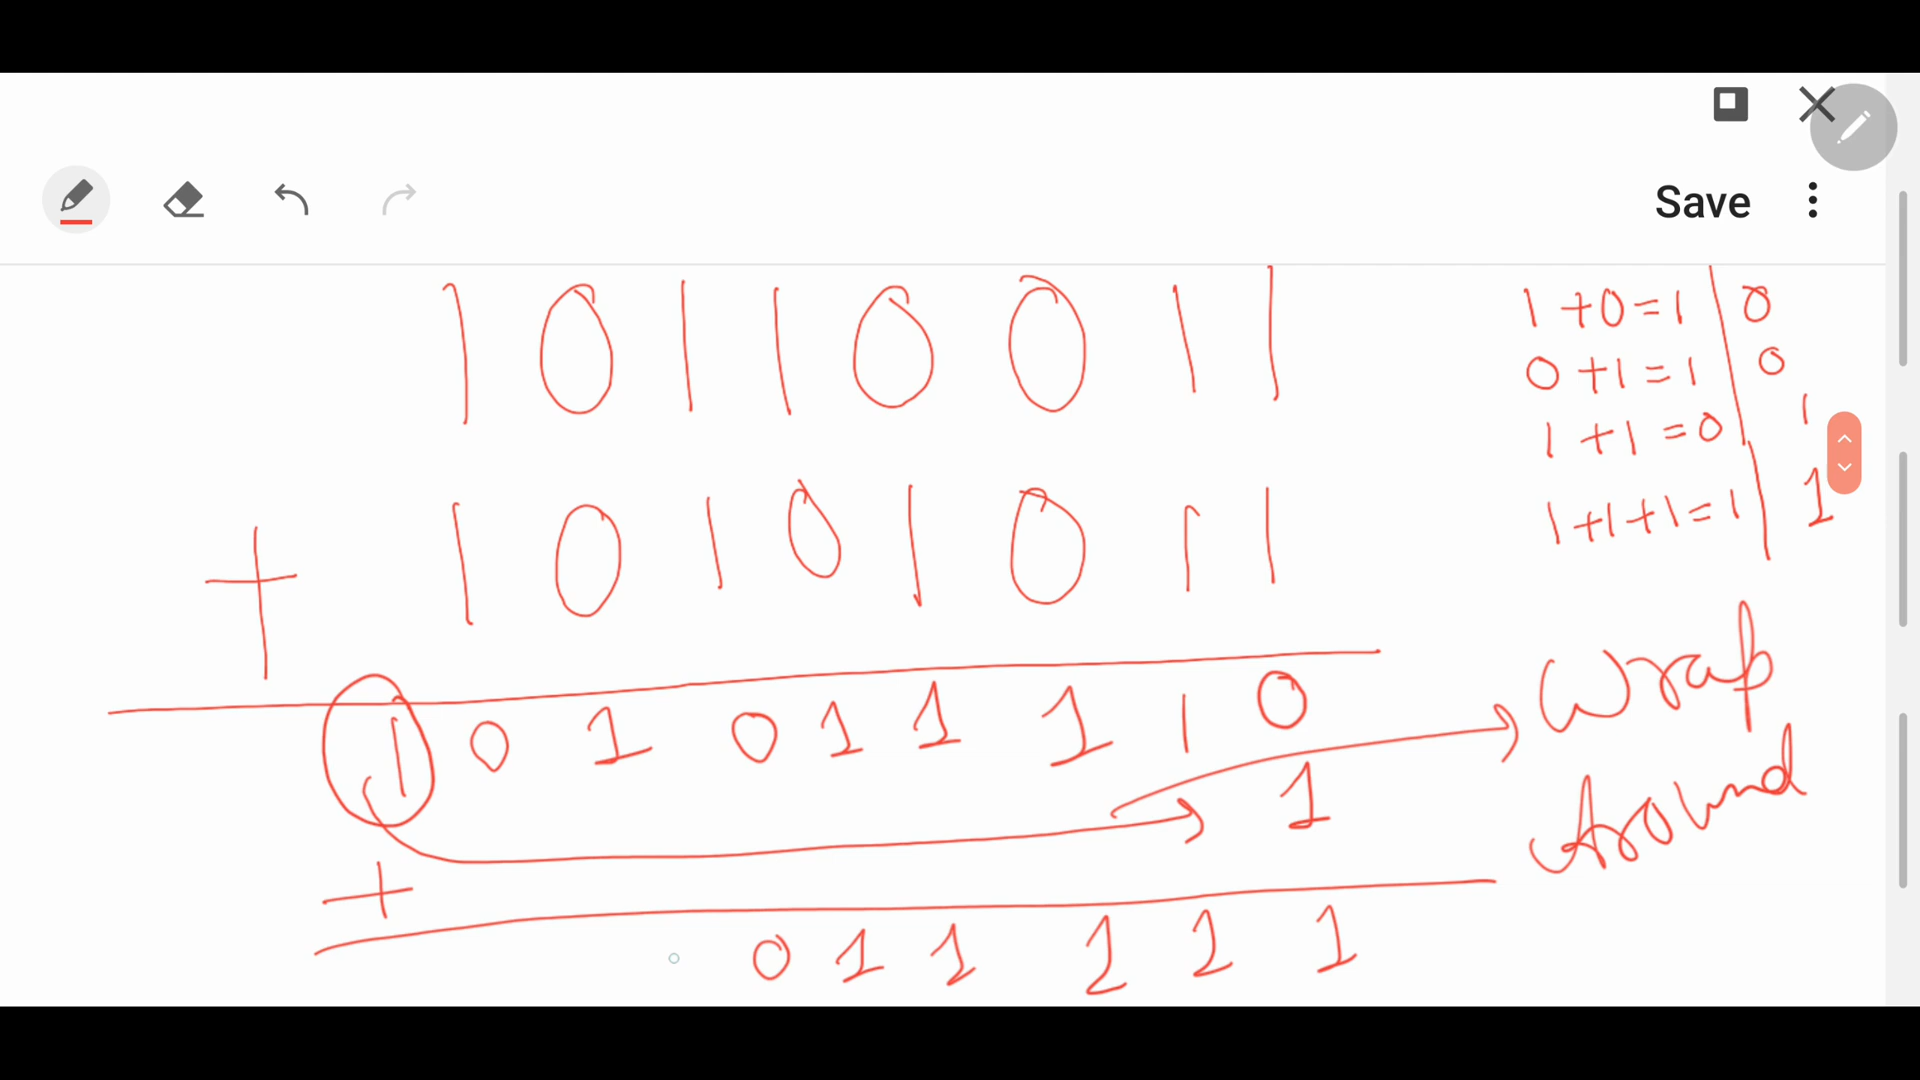 Save
1 0 1 1 0 0 1 1
+ 1 0 1 0 1 0 1 1
1 0 1 0 1 1 1 1 0
1
+
0 1 1 1 1 1
1 + 0 = 1 | 0
0 + 1 = 1 | 0
1 + 1 = 0 | 1
1 + 1 + 1 = 1 | 1
Wrap
Around